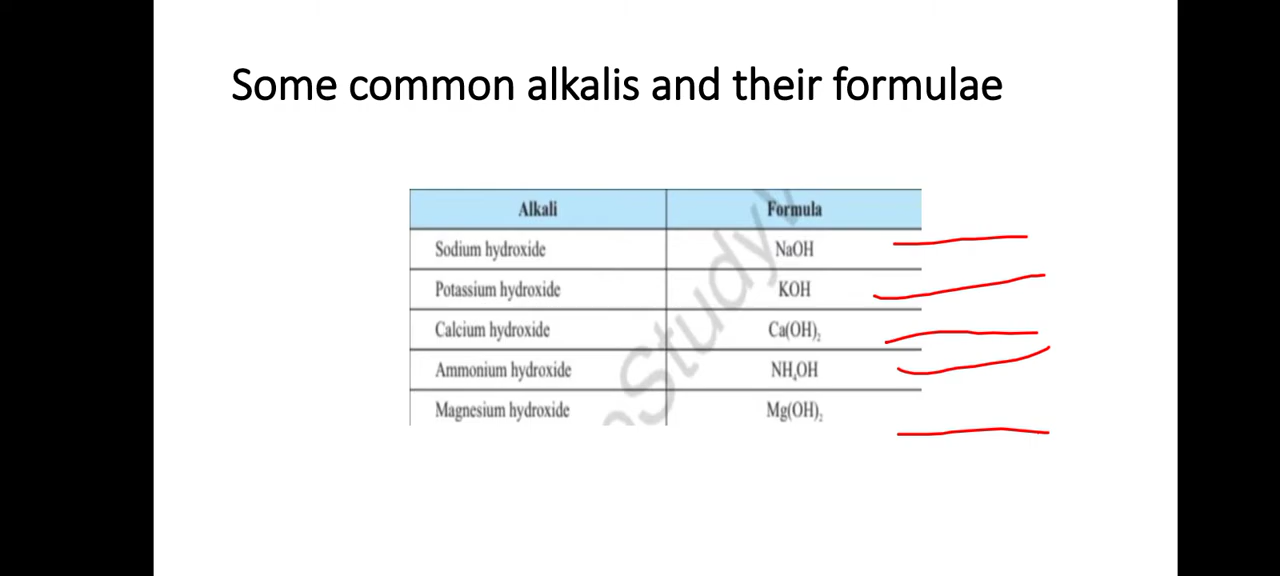 Some common alkalis and their formulae
Alkali Formula
Sodium hydroxide NaOH
Potassium hydroxide KOH
Calcium hydroxide Ca(OH)₂
Ammonium hydroxide NH₄OH
Magnesium hydroxide Mg(OH)₂